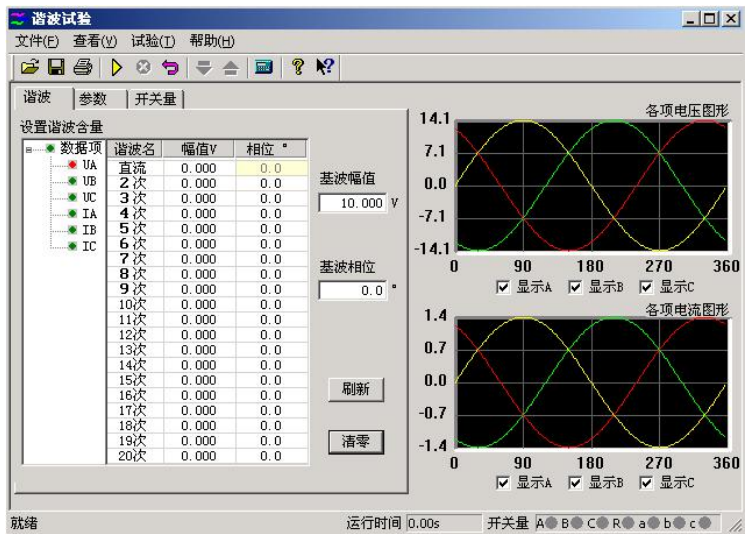 谐波试验
文件(F) 查看(V) 试验(T) 帮助(H)
谐波 参数 开关量
设置谐波含量
数据项
UA
UB
UC
IA
IB
IC
谐波名 幅值V 相位 °
直流 0.000 0.0
2次 0.000 0.0
3次 0.000 0.0
4次 0.000 0.0
5次 0.000 0.0
6次 0.000 0.0
7次 0.000 0.0
8次 0.000 0.0
9次 0.000 0.0
10次 0.000 0.0
11次 0.000 0.0
12次 0.000 0.0
13次 0.000 0.0
14次 0.000 0.0
15次 0.000 0.0
16次 0.000 0.0
17次 0.000 0.0
18次 0.000 0.0
19次 0.000 0.0
20次 0.000 0.0
基波幅值
10.000 V
基波相位
0.0 °
刷新
清零
各项电压图形
14.1
7.1
0.0
-7.1
-14.1
0 90 180 270 360
显示A 显示B 显示C
各项电流图形
1.4
0.7
0.0
-0.7
-1.4
0 90 180 270 360
显示A 显示B 显示C
就绪 运行时间 0.00s 开关量 A B C R a b c